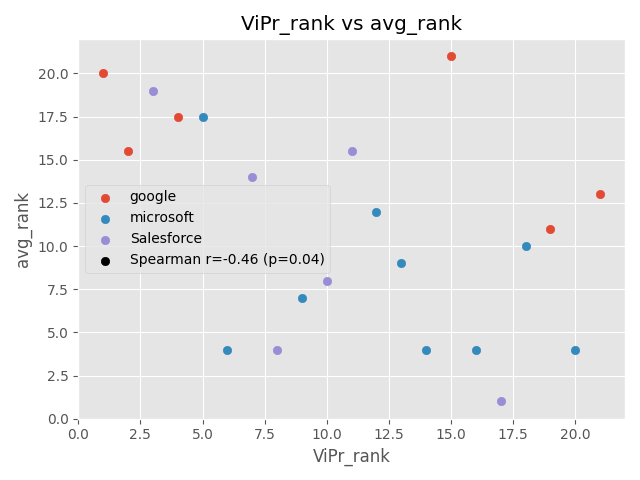 ViPr_rank vs avg_rank
20.0
17.5
15.0
12.5
10.0
7.5
5.0
2.5
0.0
avg_rank
google
microsoft
Salesforce
Spearman r=-0.46 (p=0.04)
0.0 2.5 5.0 7.5 10.0 12.5 15.0 17.5 20.0
ViPr_rank